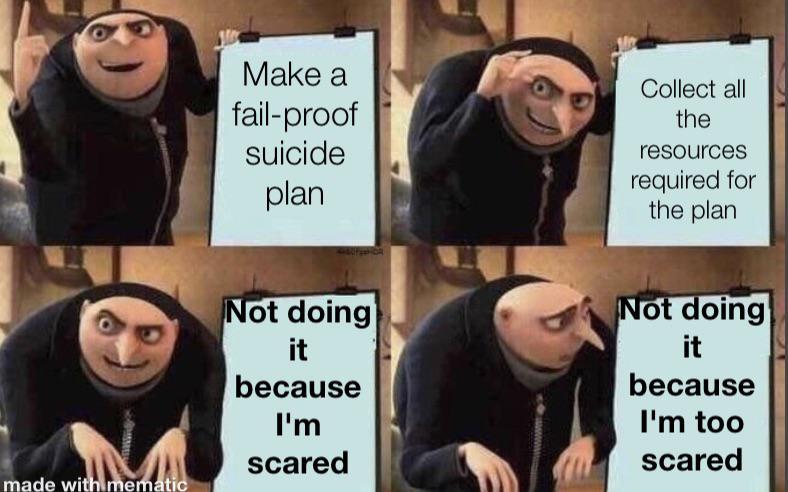 Make a
fail-proof
suicide
plan
Collect all
the
resources
required for
the plan
Not doing
it
because
I'm
scared
Not doing
it
because
I'm too
scared
made with mematic